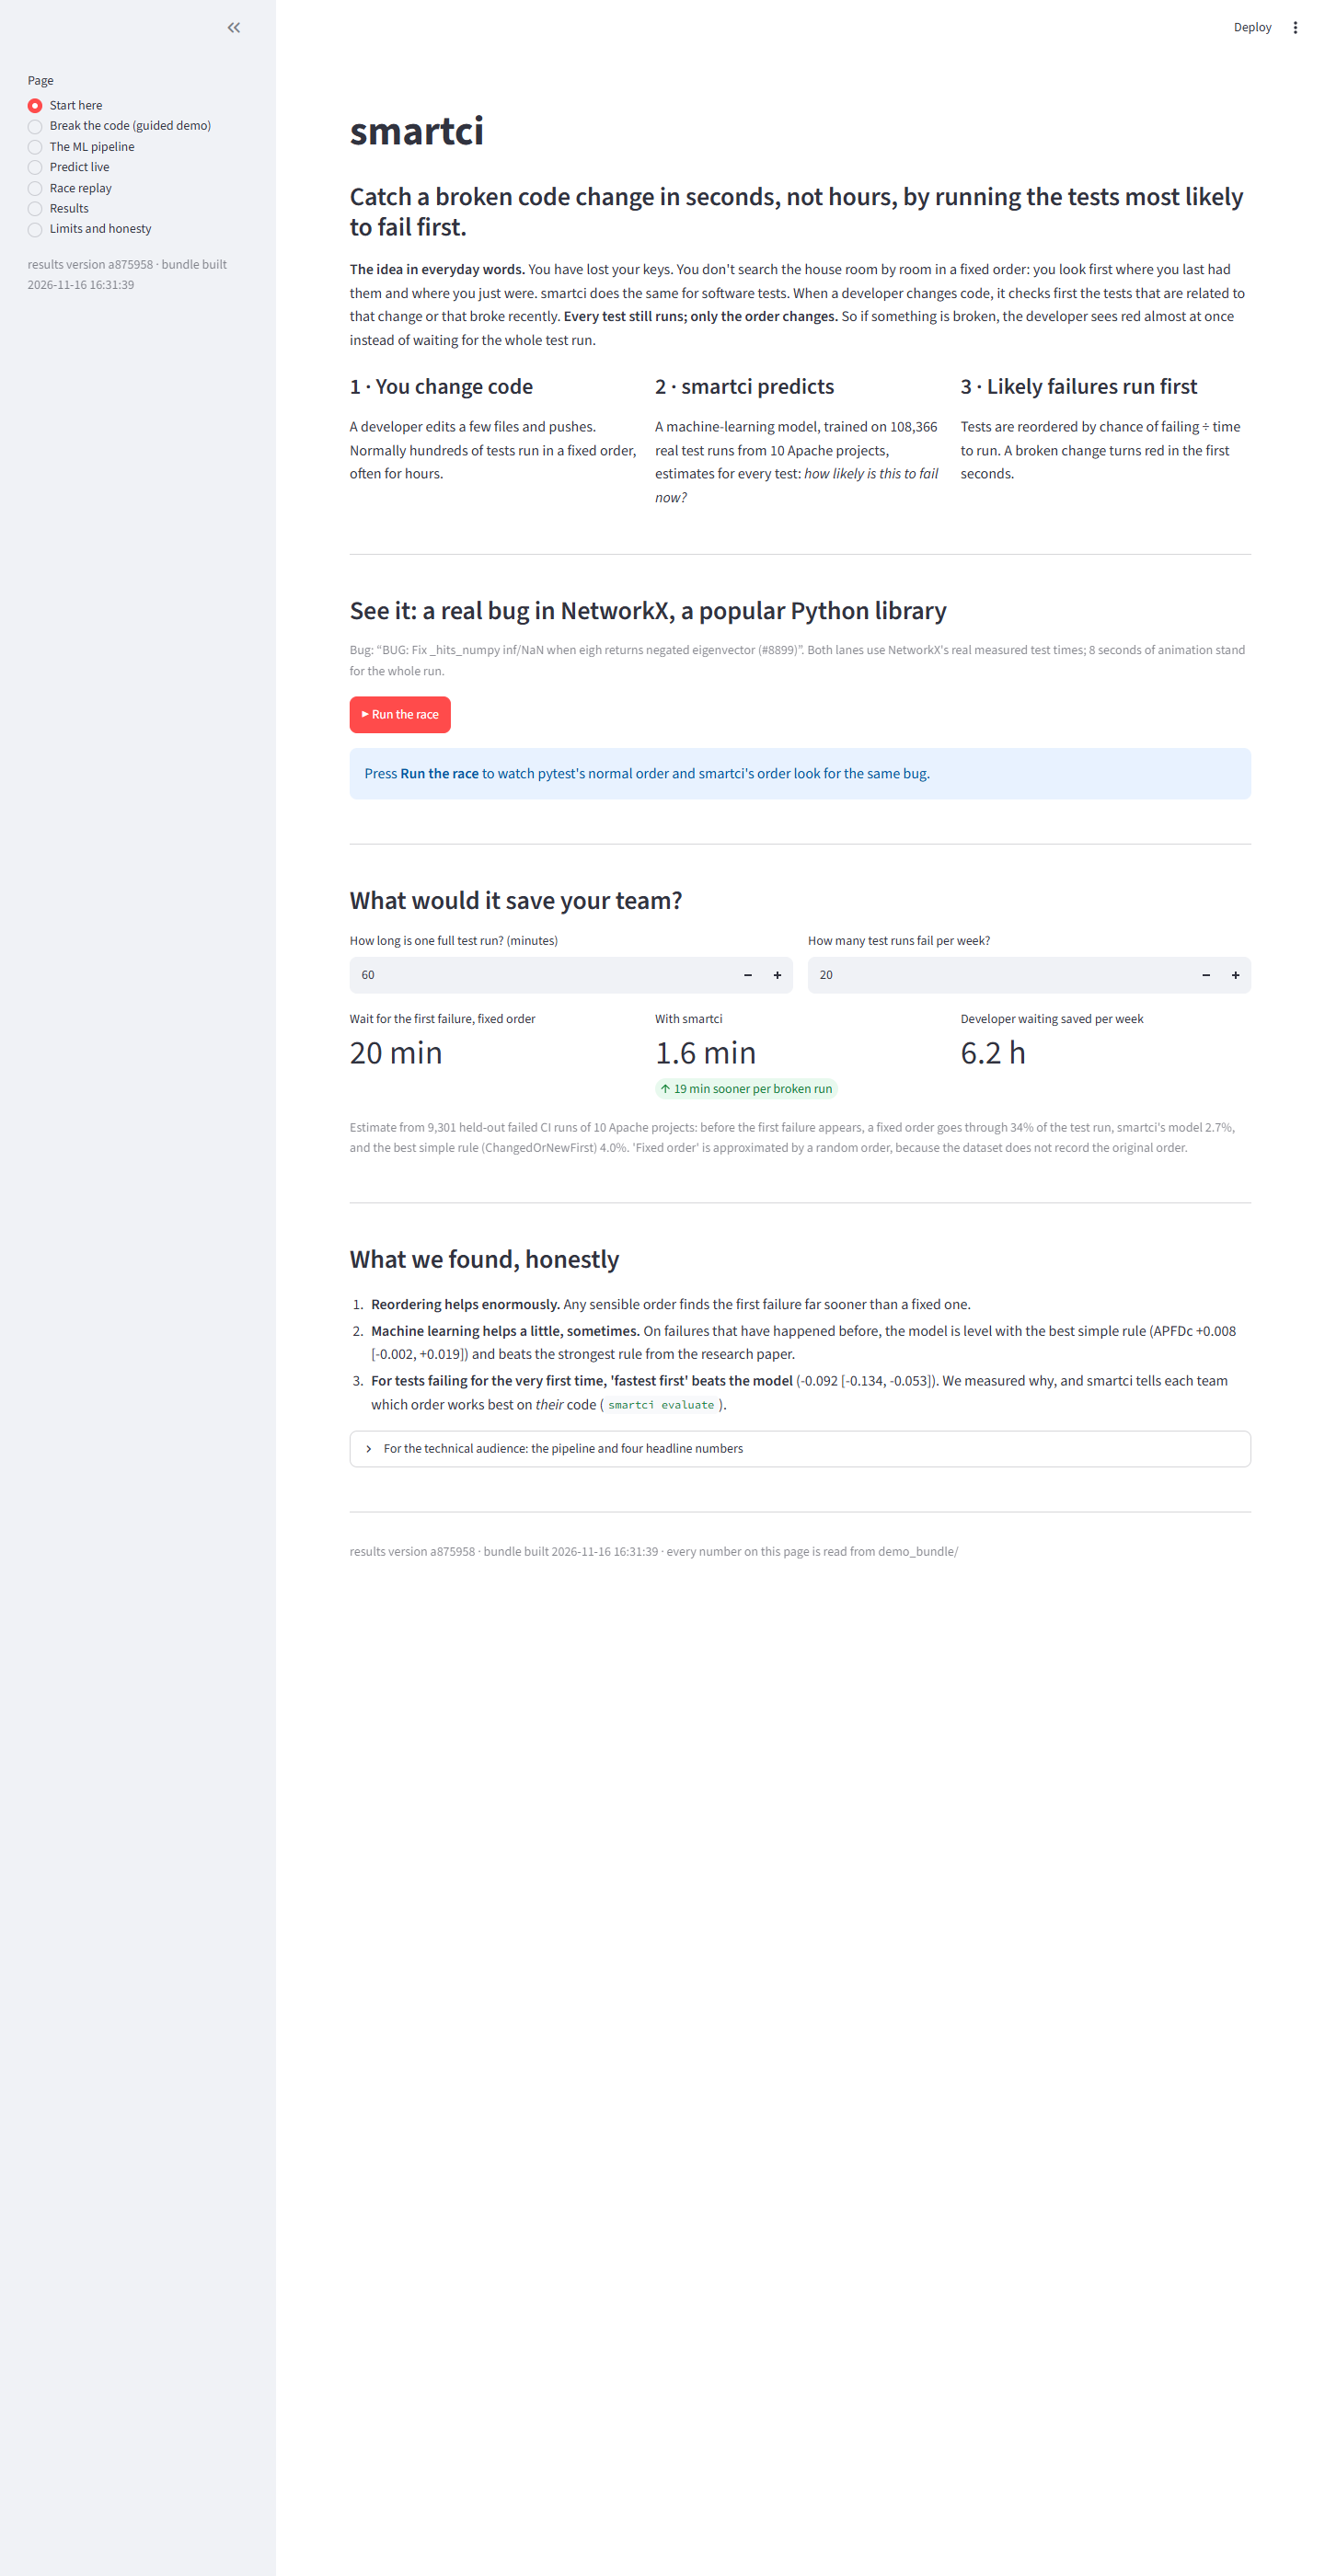 Deploy
Page
Start here
Break the code (guided demo)
The ML pipeline
Predict live
Race replay
Results
Limits and honesty
results version a875958 · bundle built
2026-11-16 16:31:39
smartci
Catch a broken code change in seconds, not hours, by running the tests most likely
to fail first.
The idea in everyday words. You have lost your keys. You don't search the house room by room in a fixed order: you look first where you last had
them and where you just were. smartci does the same for software tests. When a developer changes code, it checks first the tests that are related to
that change or that broke recently. Every test still runs; only the order changes. So if something is broken, the developer sees red almost at once
instead of waiting for the whole test run.
1 · You change code
A developer edits a few files and pushes.
Normally hundreds of tests run in a fixed order,
often for hours.
2 · smartci predicts
A machine-learning model, trained on 108,366
real test runs from 10 Apache projects,
estimates for every test: how likely is this to fail
now?
3 · Likely failures run first
Tests are reordered by chance of failing ÷ time
to run. A broken change turns red in the first
seconds.
See it: a real bug in NetworkX, a popular Python library
Bug: “BUG: Fix _hits_numpy inf/NaN when eigh returns negated eigenvector (#8899)”. Both lanes use NetworkX's real measured test times; 8 seconds of animation stand
for the whole run.
▸ Run the race
Press Run the race to watch pytest's normal order and smartci's order look for the same bug.
What would it save your team?
How long is one full test run? (minutes)
60
How many test runs fail per week?
20
Wait for the first failure, fixed order
20 min
With smartci
1.6 min
↑ 19 min sooner per broken run
Developer waiting saved per week
6.2 h
Estimate from 9,301 held-out failed CI runs of 10 Apache projects: before the first failure appears, a fixed order goes through 34% of the test run, smartci's model 2.7%,
and the best simple rule (ChangedOrNewFirst) 4.0%. 'Fixed order' is approximated by a random order, because the dataset does not record the original order.
What we found, honestly
1. Reordering helps enormously. Any sensible order finds the first failure far sooner than a fixed one.
2. Machine learning helps a little, sometimes. On failures that have happened before, the model is level with the best simple rule (APFDc +0.008
[-0.002, +0.019]) and beats the strongest rule from the research paper.
3. For tests failing for the very first time, 'fastest first' beats the model (-0.092 [-0.134, -0.053]). We measured why, and smartci tells each team
which order works best on their code ( smartci evaluate ).
For the technical audience: the pipeline and four headline numbers
results version a875958 · bundle built 2026-11-16 16:31:39 · every number on this page is read from demo_bundle/